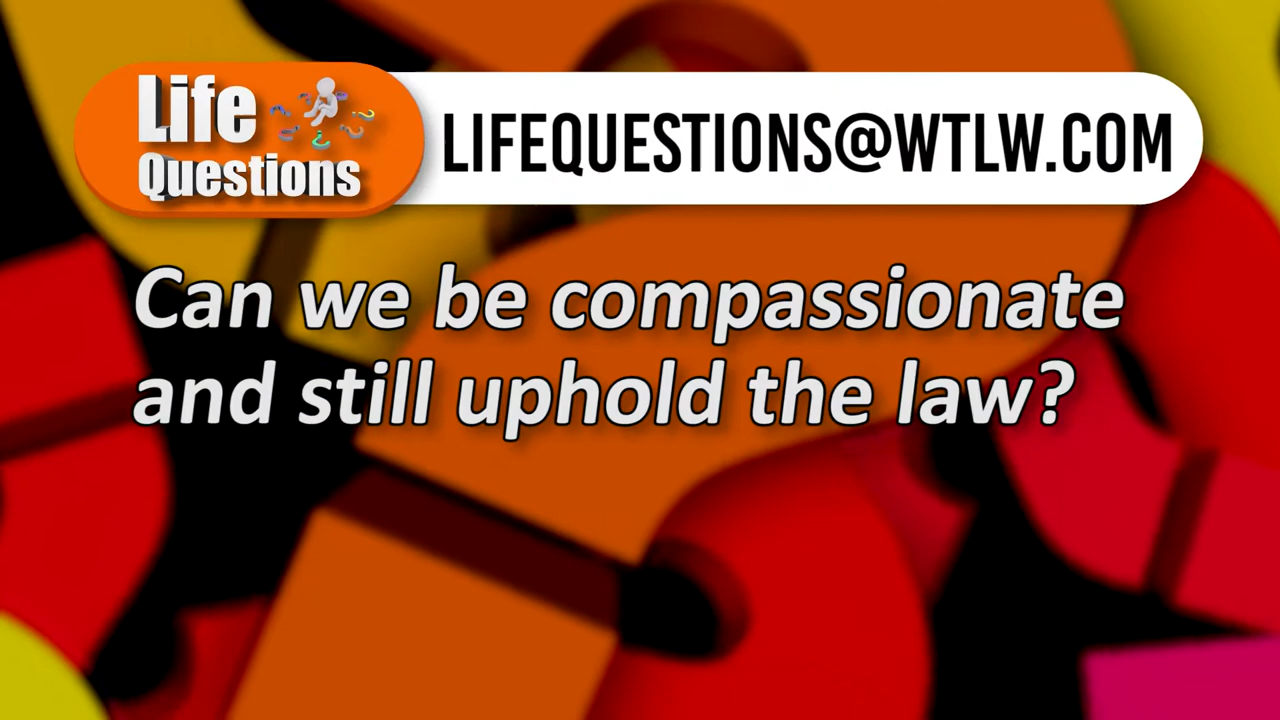 Life
Questions
LIFEQUESTIONS@WTLW.COM
Can we be compassionate
and still uphold the law?